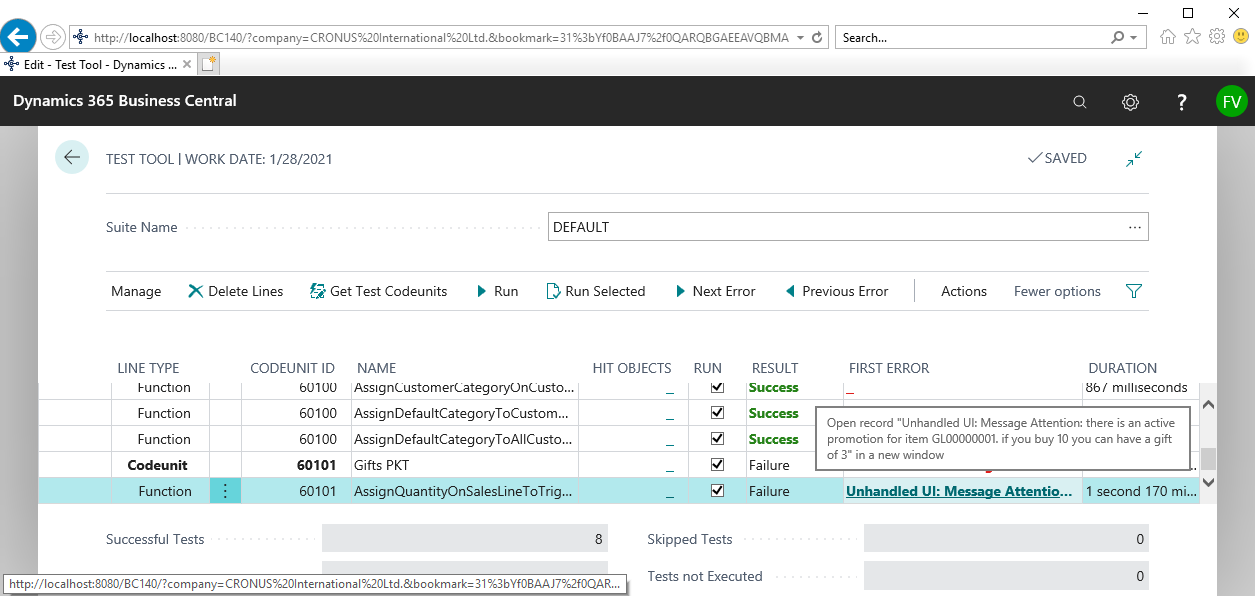 http://localhost:8080/BC140/?company=CRONUS%20International%20Ltd.&bookmark=31%3bYf0BAAJ7%2f0QARQBGAEEAVQBMA
Search...
Edit - Test Tool - Dynamics ...
Dynamics 365 Business Central
? FV
TEST TOOL | WORK DATE: 1/28/2021
SAVED
Suite Name
DEFAULT ...
Manage Delete Lines Get Test Codeunits Run Run Selected Next Error Previous Error Actions Fewer options
LINE TYPE CODEUNIT ID NAME HIT OBJECTS RUN RESULT FIRST ERROR DURATION
Function 60100 AssignCustomerCategoryOnCusto... _ Success _ 867 milliseconds
Function 60100 AssignDefaultCategoryToCustom... _ Success
Function 60100 AssignDefaultCategoryToAllCusto... _ Success
Open record "Unhandled UI: Message Attention: there is an active
promotion for item GL00000001. if you buy 10 you can have a gift
of 3" in a new window
Codeunit 60101 Gifts PKT _ Failure
Function 60101 AssignQuantityOnSalesLineToTrig... _ Failure Unhandled UI: Message Attentio... 1 second 170 mi...
Successful Tests 8
Skipped Tests 0
Tests not Executed 0
http://localhost:8080/BC140/?company=CRONUS%20International%20Ltd.&bookmark=31%3bYf0BAAJ7%2f0QAR...